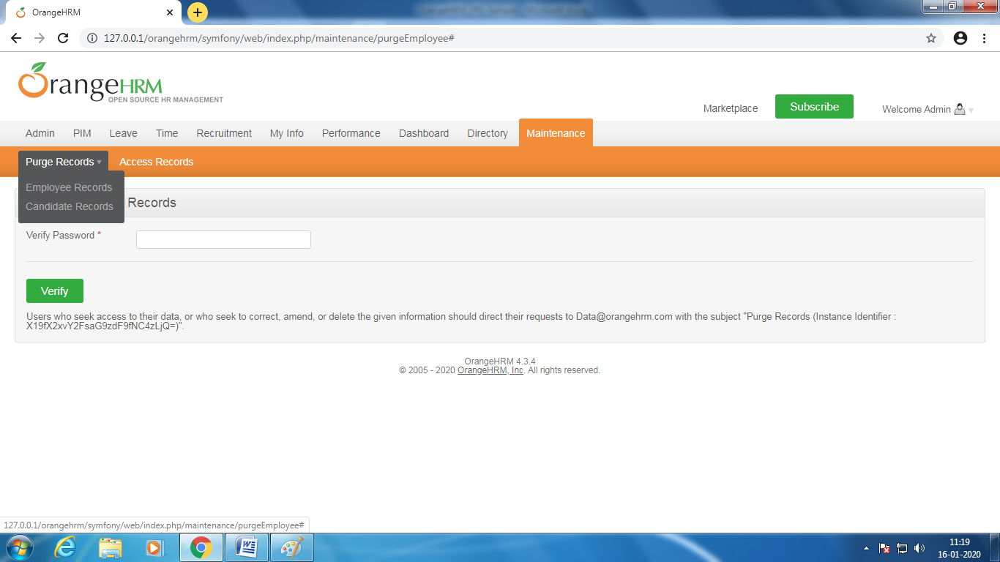 OrangeHRM
127.0.0.1/orangehrm/symfony/web/index.php/maintenance/purgeEmployee#
OrangeHRM
OPEN SOURCE HR MANAGEMENT
Marketplace
Subscribe
Welcome Admin
Admin PIM Leave Time Recruitment My Info Performance Dashboard Directory Maintenance
Purge Records Access Records
Employee Records
Candidate Records
Records
Verify Password *
Verify
Users who seek access to their data, or who seek to correct, amend, or delete the given information should direct their requests to Data@orangehrm.com with the subject "Purge Records (Instance Identifier :
X19fX2xvY2FsaG9zdF9fNC4zLjQ=)".
OrangeHRM 4.3.4
© 2005 - 2020 OrangeHRM, Inc. All rights reserved.
127.0.0.1/orangehrm/symfony/web/index.php/maintenance/purgeEmployee#
11:19
16-01-2020